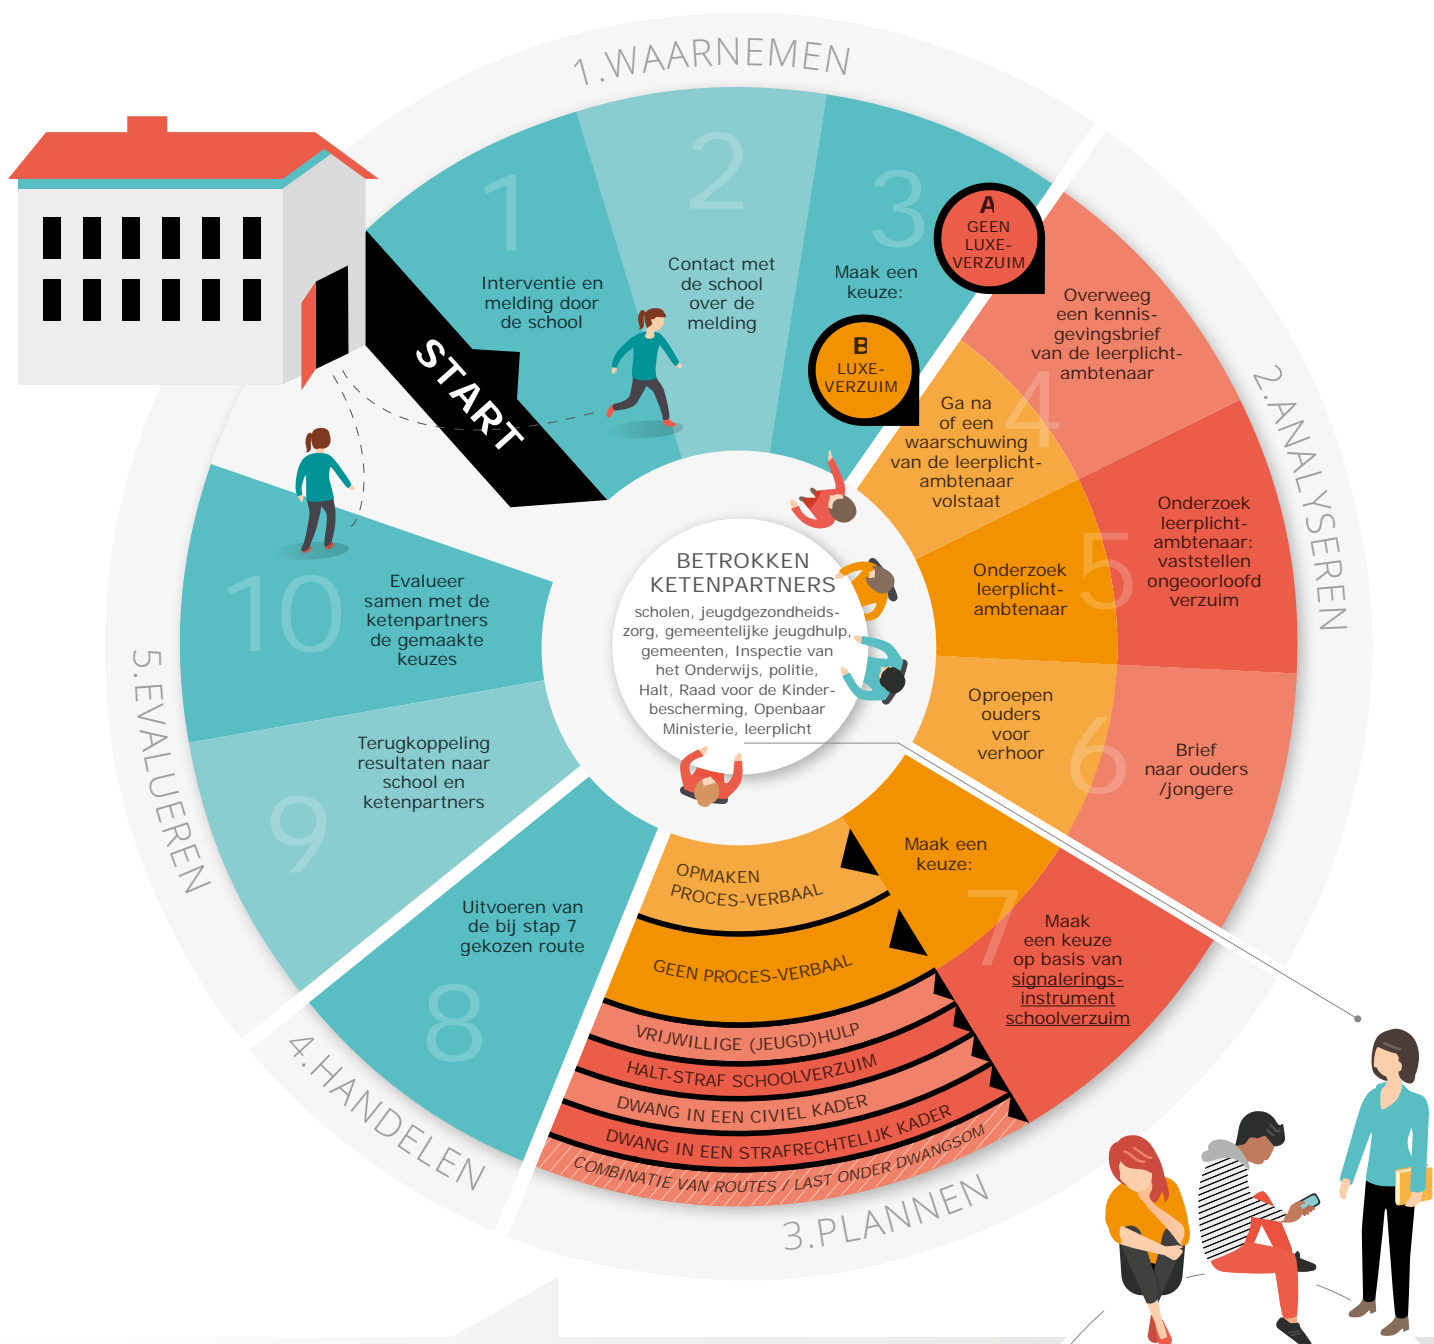 1.WAARNEMEN
START
1
Interventie en
melding door
de school
2
Contact met
de school
over de
melding
3
Maak een
keuze:
A
GEEN
LUXE-
VERZUIM
B
LUXE-
VERZUIM
2.ANALYSEREN
Overweeg
een kennis-
gevingsbrief
van de leerplicht-
ambtenaar
4
Ga na
of een
waarschuwing
van de leerplicht-
ambtenaar
volstaat
Onderzoek
leerplicht-
ambtenaar:
vaststellen
ongeoorloofd
verzuim
5
Onderzoek
leerplicht-
ambtenaar
Oproepen
ouders
voor
verhoor
6
Brief
naar ouders
/jongere
3.PLANNEN
Maak een
keuze:
7
Maak
een keuze
op basis van
signalerings-
instrument
schoolverzuim
OPMAKEN
PROCES-VERBAAL
GEEN PROCES-VERBAAL
VRIJWILLIGE (JEUGD)HULP
HALT-STRAF SCHOOLVERZUIM
DWANG IN EEN CIVIEL KADER
DWANG IN EEN STRAFRECHTELIJK KADER
COMBINATIE VAN ROUTES / LAST ONDER DWANGSOM
4.HANDELEN
Uitvoeren van
de bij stap 7
gekozen route
8
5.EVALUEREN
Terugkoppeling
resultaten naar
school en
ketenpartners
9
10
Evalueer
samen met de
ketenpartners
de gemaakte
keuzes
BETROKKEN
KETENPARTNERS
scholen, jeugdgezondheids-
zorg, gemeentelijke jeugdhulp,
gemeenten, Inspectie van
het Onderwijs, politie,
Halt, Raad voor de Kinder-
bescherming, Openbaar
Ministerie, leerplicht